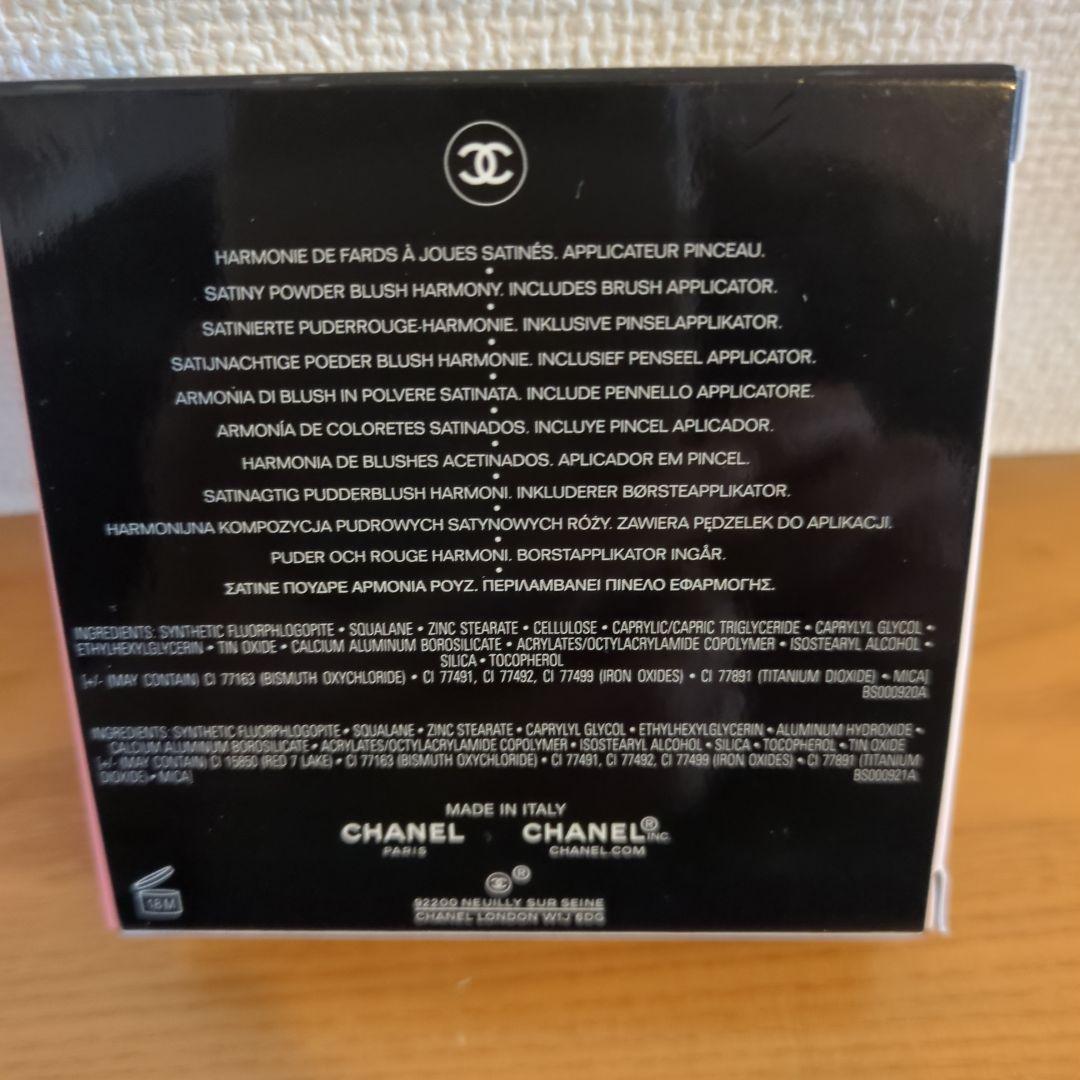 HARMONIE DE FARDS À JOUES SATINÉS. APPLICATEUR PINCEAU.
•
SATINY POWDER BLUSH HARMONY. INCLUDES BRUSH APPLICATOR.
•
SATINIERTE PUDERROUGE-HARMONIE. INKLUSIVE PINSELAPPLIKATOR.
•
SATIJNACHTIGE POEDER BLUSH HARMONIE. INCLUSIEF PENSEEL APPLICATOR.
•
ARMONIA DI BLUSH IN POLVERE SATINATA. INCLUDE PENNELLO APPLICATORE.
•
ARMONÍA DE COLORETES SATINADOS. INCLUYE PINCEL APLICADOR.
•
HARMONIA DE BLUSHES ACETINADOS. APLICADOR EM PINCEL.
•
SATINAGTIG PUDDERBLUSH HARMONI. INKLUDERER BØRSTEAPPLIKATOR.
•
HARMONIJNA KOMPOZYCJA PUDROWYCH SATYNOWYCH RÓŻY. ZAWIERA PĘDZELEK DO APLIKACJI.
•
PUDER OCH ROUGE HARMONI. BORSTAPPLIKATOR INGÅR.
•
ΣΑΤΙΝΕ ΠΟΥΔΡΕ ΑΡΜΟΝΙΑ ΡΟΥΖ. ΠΕΡΙΛΑΜΒΑΝΕΙ ΠΙΝΕΛΟ ΕΦΑΡΜΟΓΗΣ.
INGREDIENTS: SYNTHETIC FLUORPHLOGOPITE • SQUALANE • ZINC STEARATE • CELLULOSE • CAPRYLIC/CAPRIC TRIGLYCERIDE • CAPRYLYL GLYCOL •
ETHYLHEXYLGLYCERIN • TIN OXIDE • CALCIUM ALUMINUM BOROSILICATE • ACRYLATES/OCTYLACRYLAMIDE COPOLYMER • ISOSTEARYL ALCOHOL •
SILICA • TOCOPHEROL
[+/- (MAY CONTAIN) CI 77163 (BISMUTH OXYCHLORIDE) • CI 77491, CI 77492, CI 77499 (IRON OXIDES) • CI 77891 (TITANIUM DIOXIDE) • MICA]
BS000920A
INGREDIENTS: SYNTHETIC FLUORPHLOGOPITE • SQUALANE • ZINC STEARATE • CAPRYLYL GLYCOL • ETHYLHEXYLGLYCERIN • ALUMINUM HYDROXIDE •
CALCIUM ALUMINUM BOROSILICATE • ACRYLATES/OCTYLACRYLAMIDE COPOLYMER • ISOSTEARYL ALCOHOL • SILICA • TOCOPHEROL • TIN OXIDE
[+/- (MAY CONTAIN) CI 15850 (RED 7 LAKE) • CI 77163 (BISMUTH OXYCHLORIDE) • CI 77491, CI 77492, CI 77499 (IRON OXIDES) • CI 77891 (TITANIUM
DIOXIDE • MICA] BS000921A
MADE IN ITALY
CHANEL CHANEL® INC.
PARIS CHANEL.COM
®
18M
92200 NEUILLY SUR SEINE
CHANEL LONDON W1J 6DG